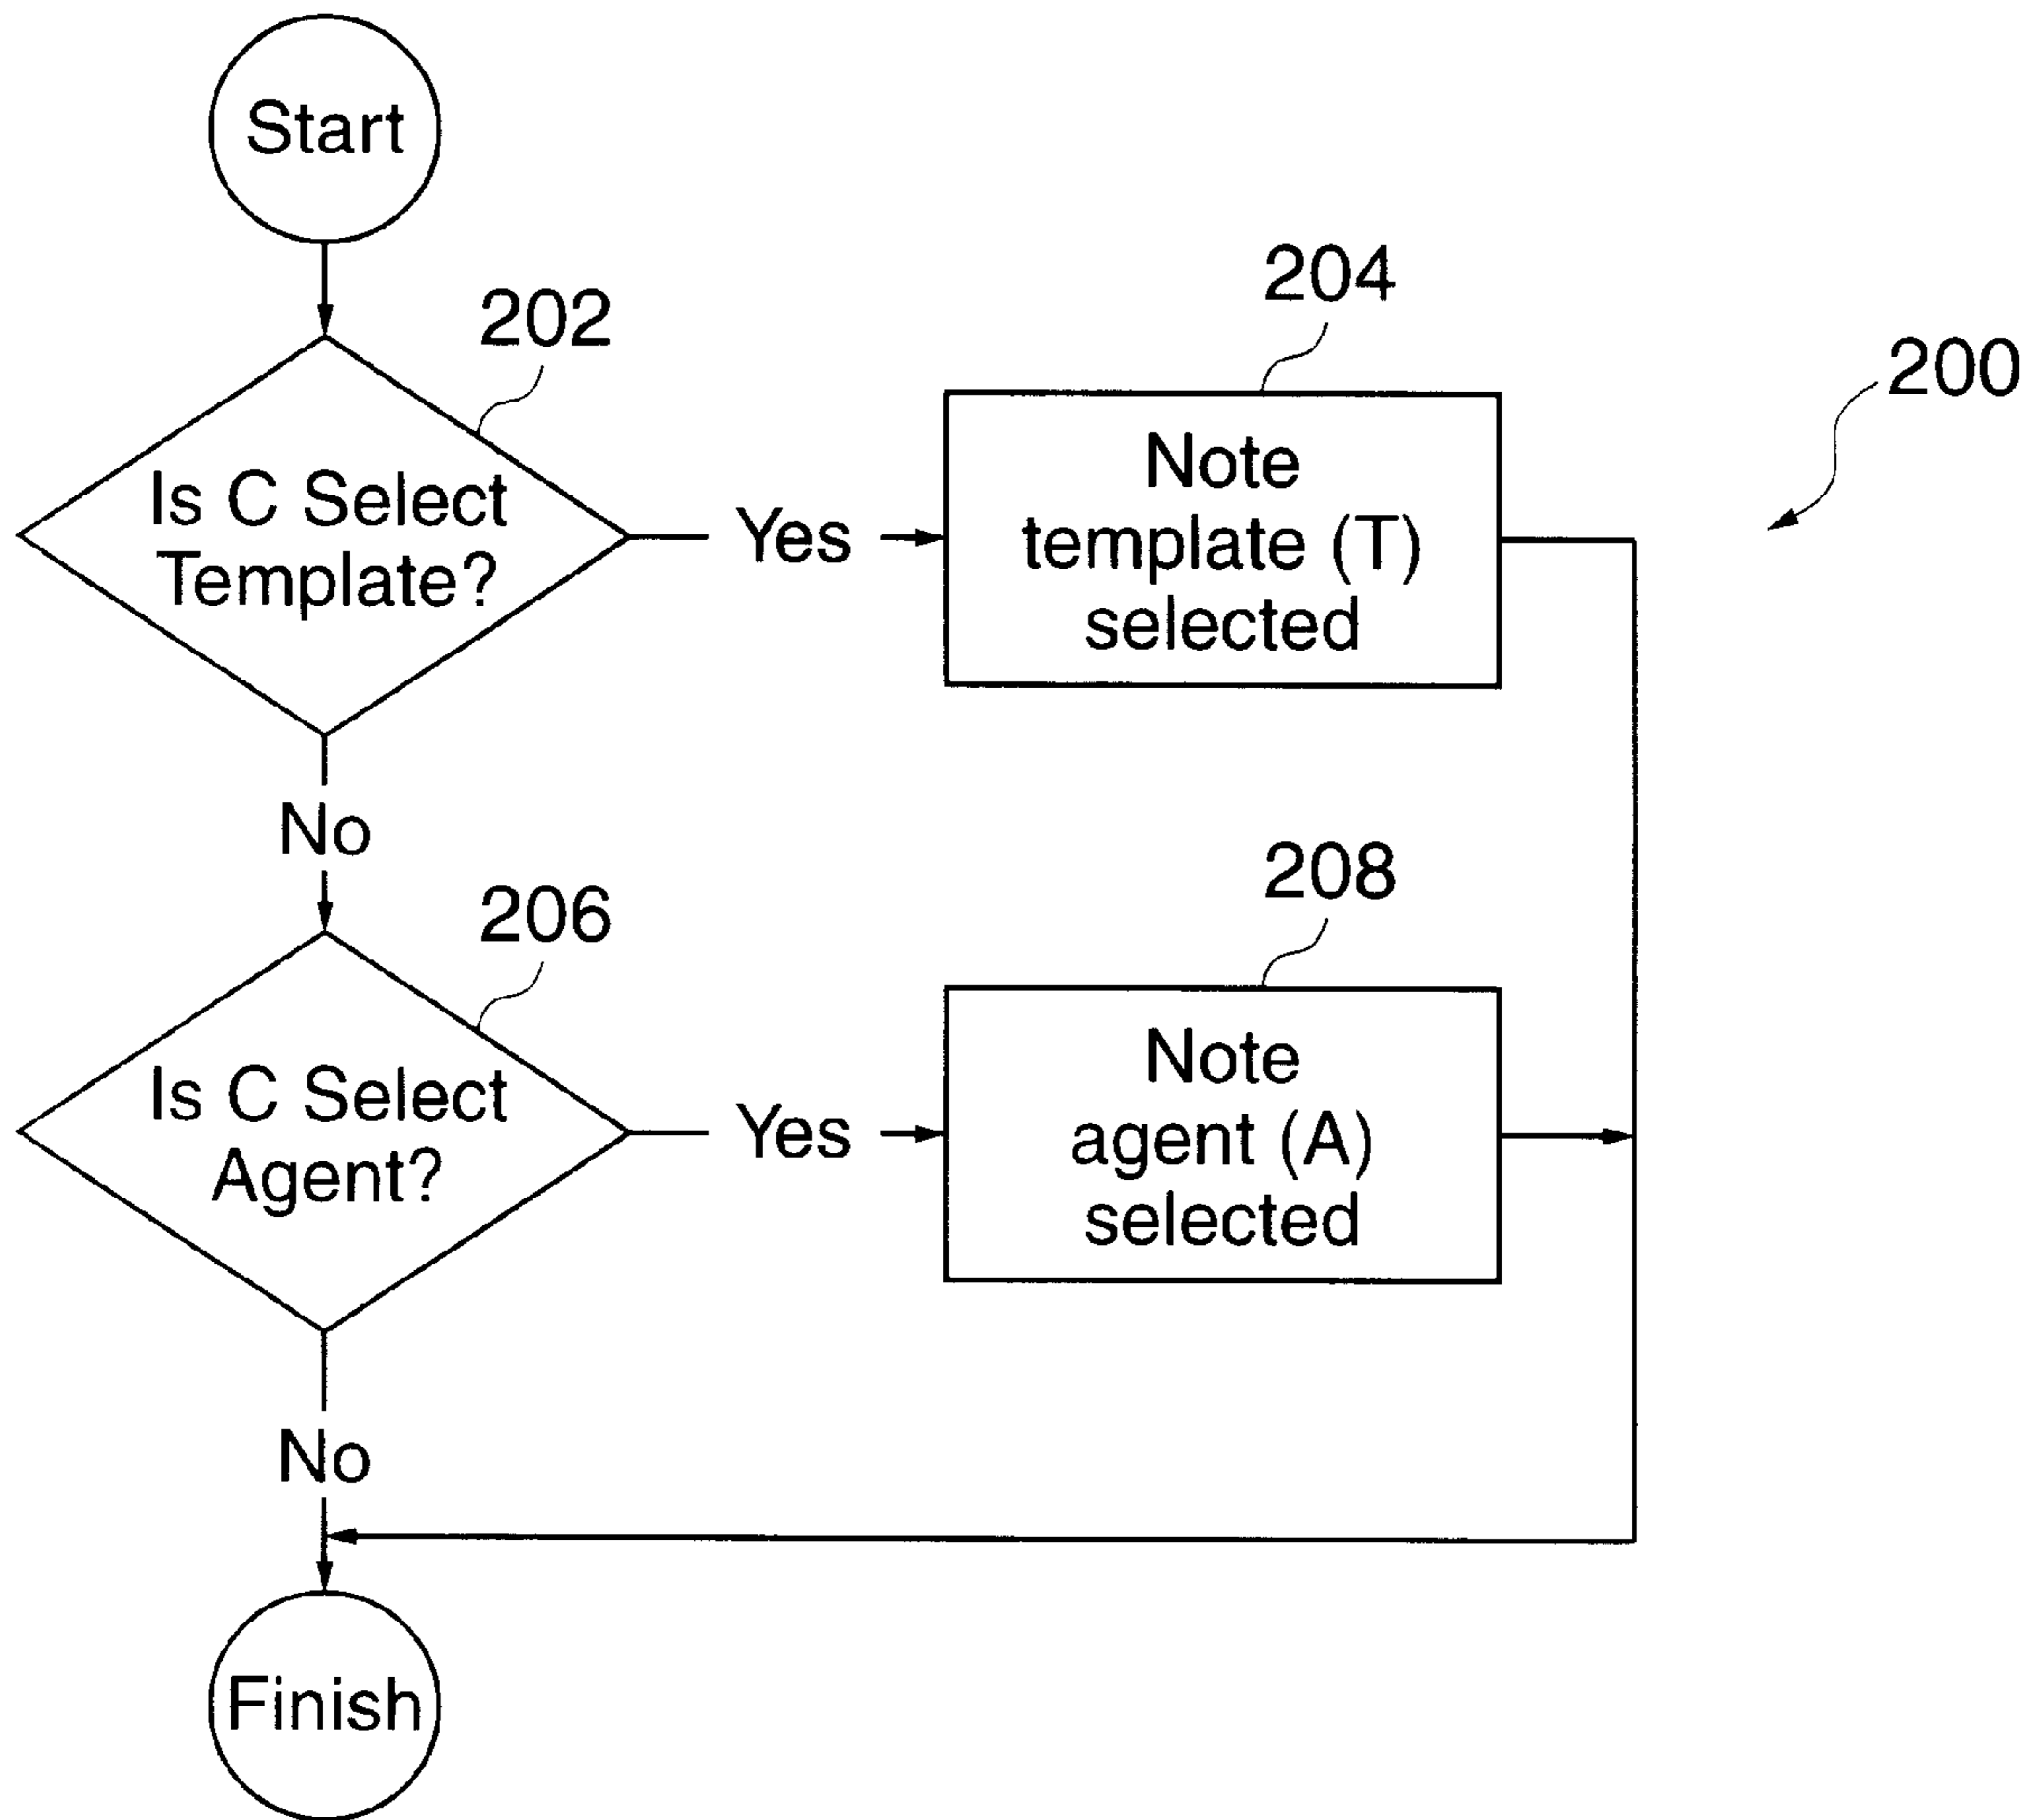 Start
202
Is C Select
Template?
Yes
204
Note
template (T)
selected
200
No
206
Is C Select
Agent?
Yes
208
Note
agent (A)
selected
No
Finish